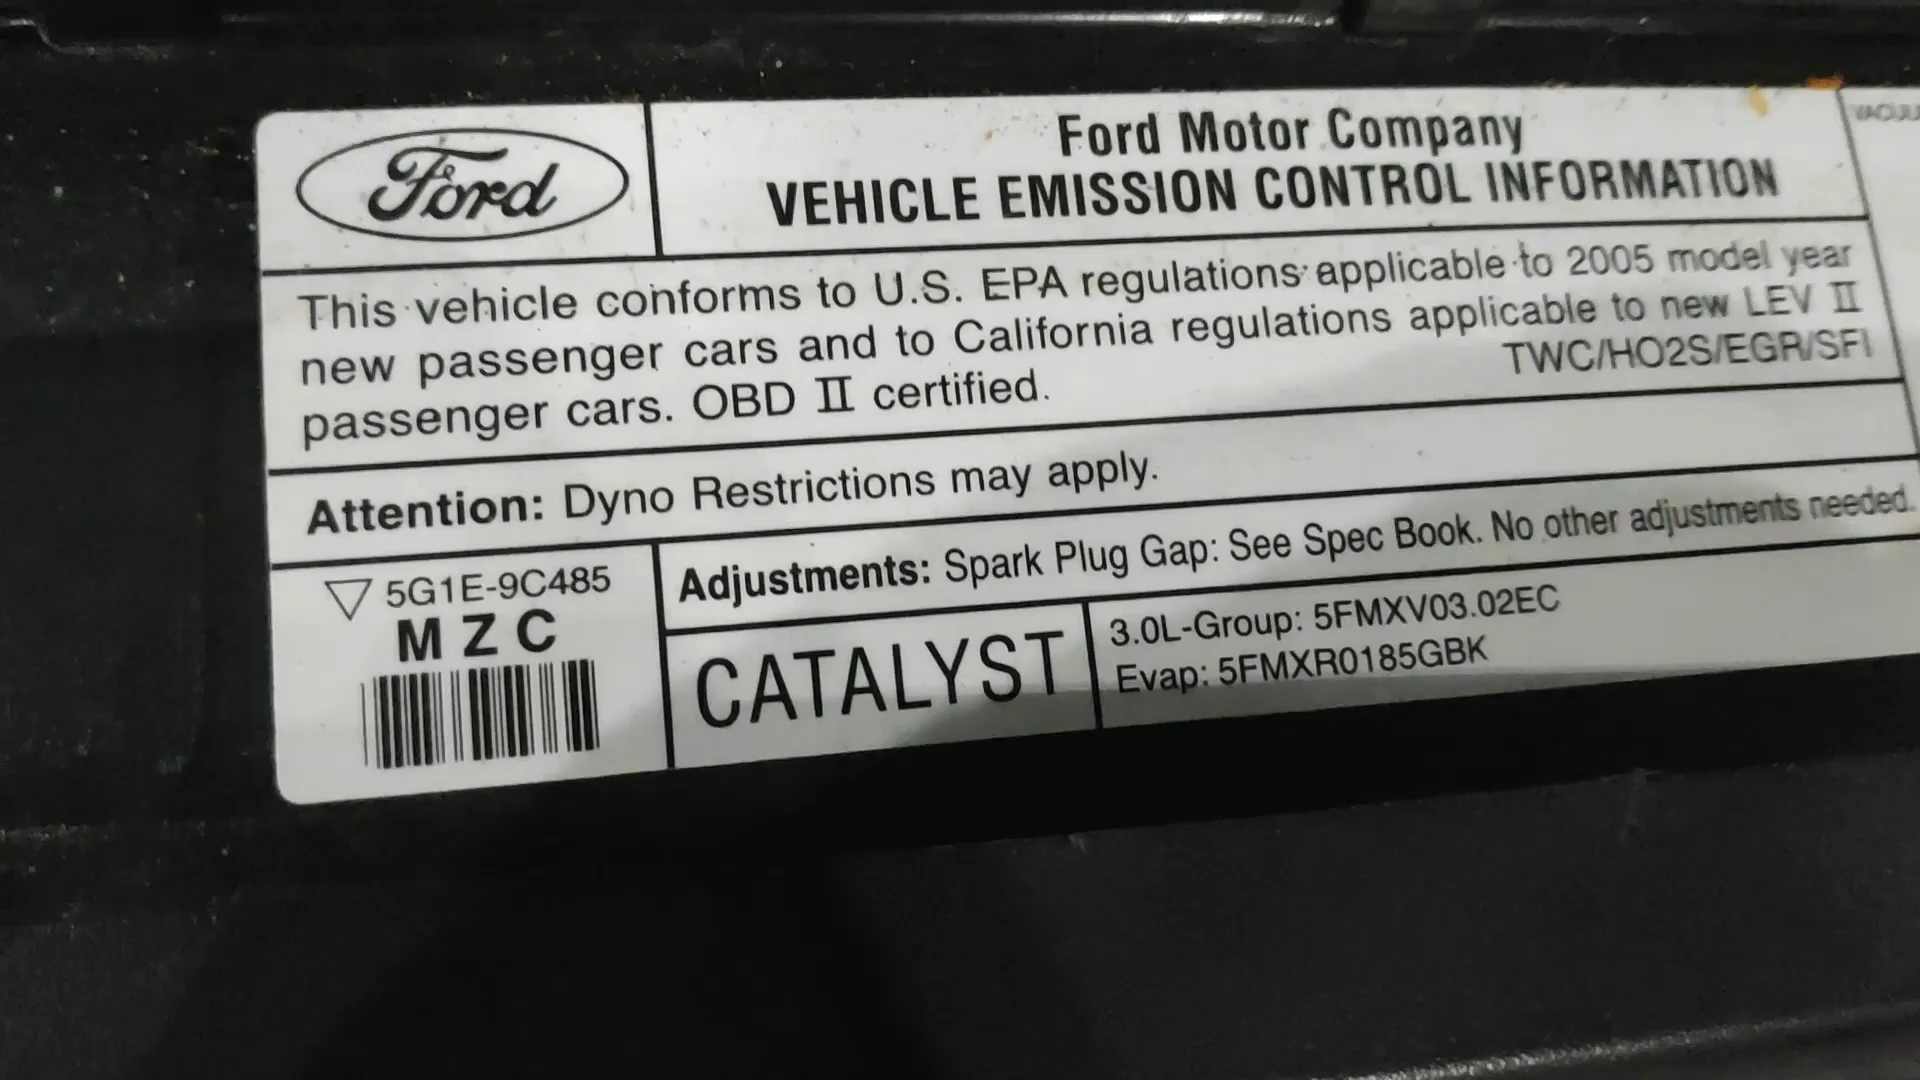 Ford
Ford Motor Company
VEHICLE EMISSION CONTROL INFORMATION
This vehicle conforms to U.S. EPA regulations applicable to 2005 model year
new passenger cars and to California regulations applicable to new LEV II
passenger cars. OBD II certified.
TWC/HO2S/EGR/SFI
Attention: Dyno Restrictions may apply.
Adjustments: Spark Plug Gap: See Spec Book. No other adjustments needed.
5G1E-9C485
MZC
CATALYST
3.0L-Group: 5FMXV03.02EC
Evap: 5FMXR0185GBK